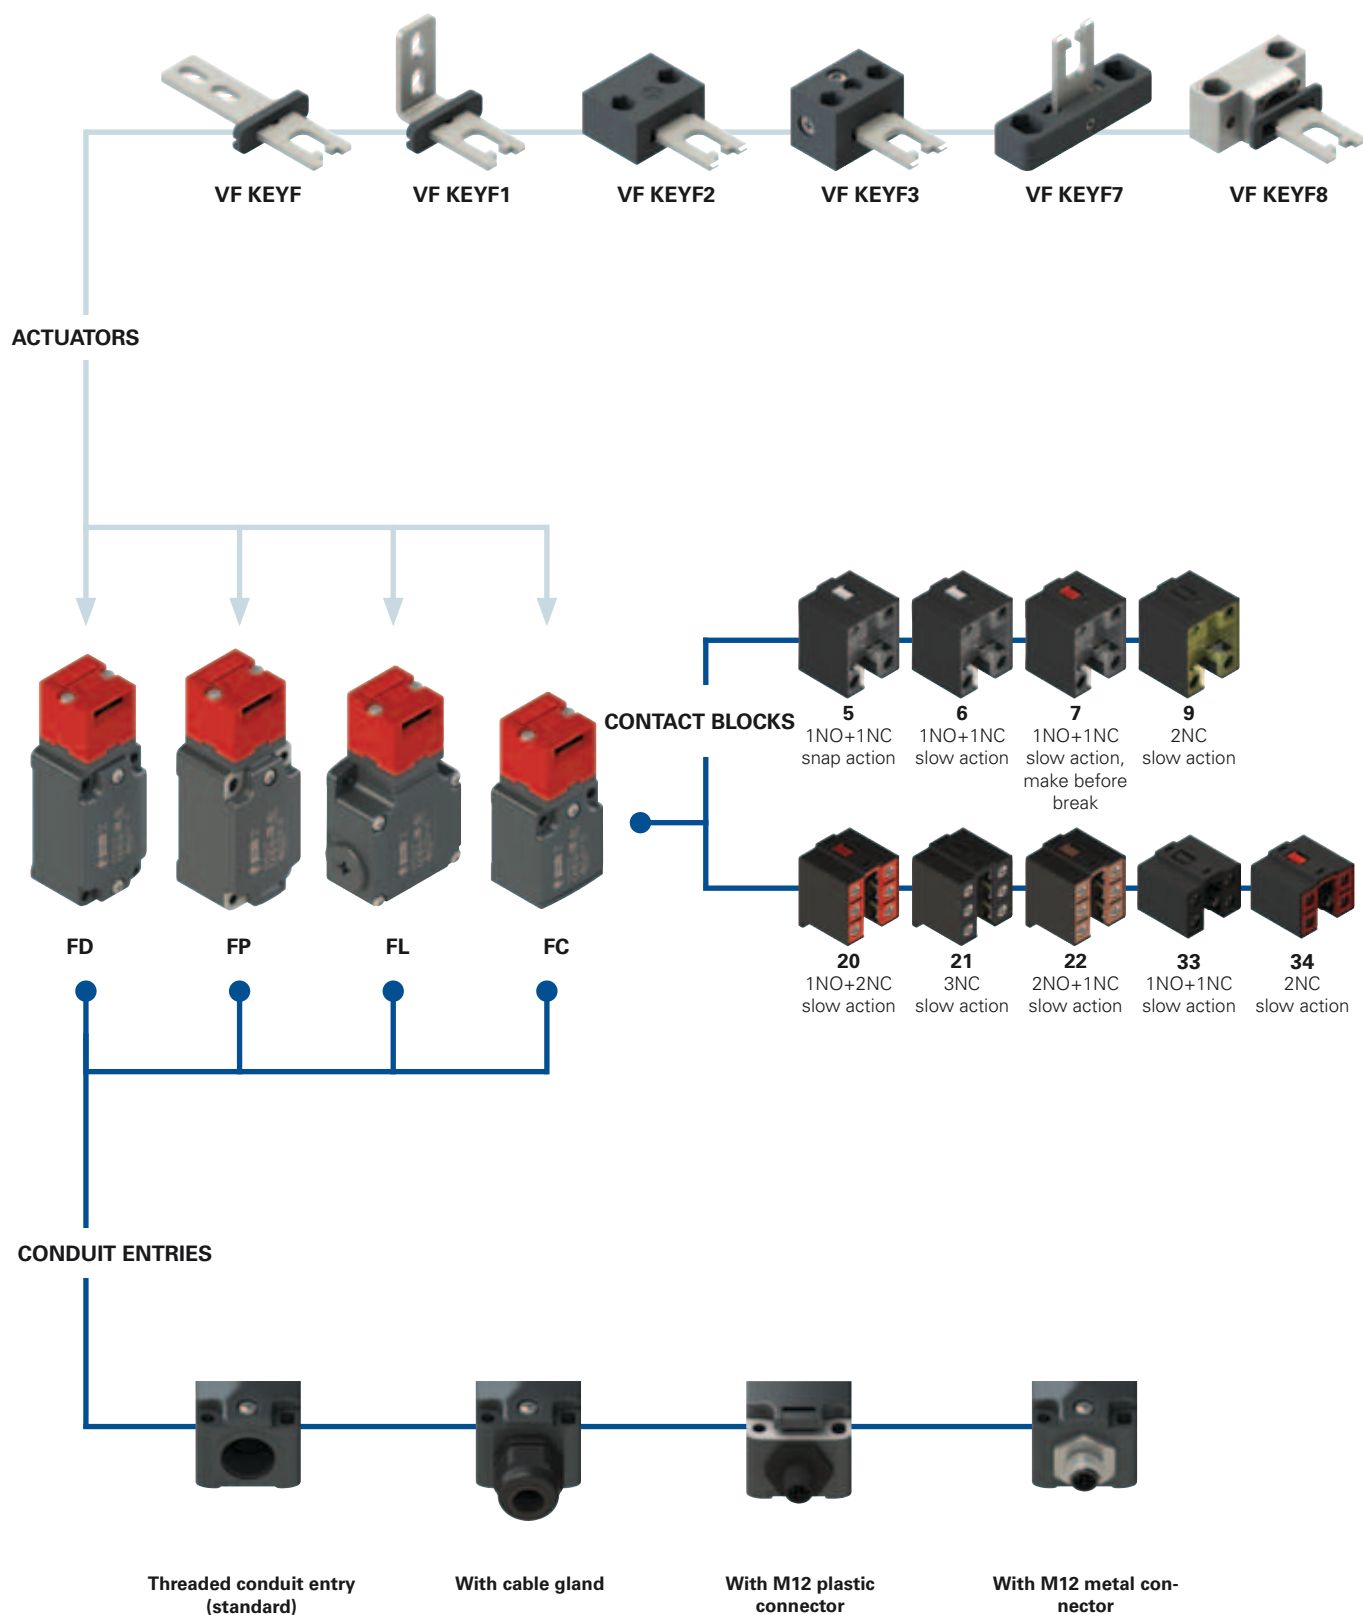 VF KEYF
VF KEYF1
VF KEYF2
VF KEYF3
VF KEYF7
VF KEYF8
ACTUATORS
CONTACT BLOCKS
5
1NO+1NC
snap action
6
1NO+1NC
slow action
7
1NO+1NC
slow action,
make before
break
9
2NC
slow action
20
1NO+2NC
slow action
21
3NC
slow action
22
2NO+1NC
slow action
33
1NO+1NC
slow action
34
2NC
slow action
FD
FP
FL
FC
CONDUIT ENTRIES
Threaded conduit entry
(standard)
With cable gland
With M12 plastic
connector
With M12 metal con-
nector